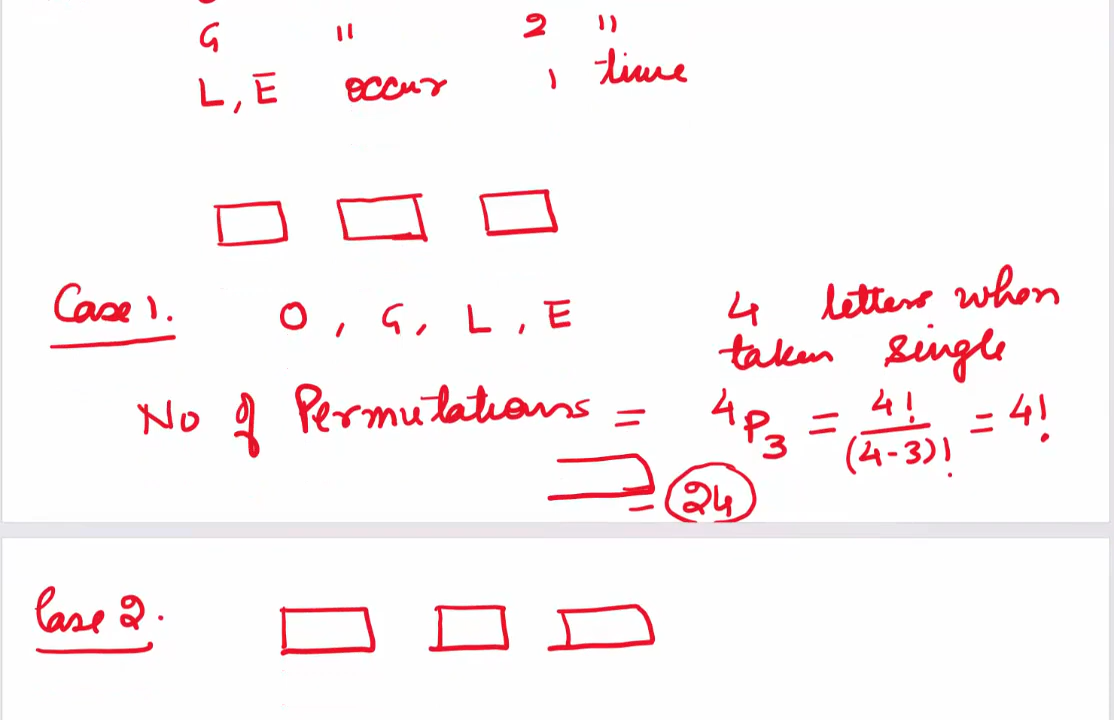 G " 2 "
L, E occur 1 time
Case 1. O, G, L, E 4 letters when
taken single
No of Permutations = ⁴P₃ = 4!/(4-3)! = 4!
= 24
Case 2.